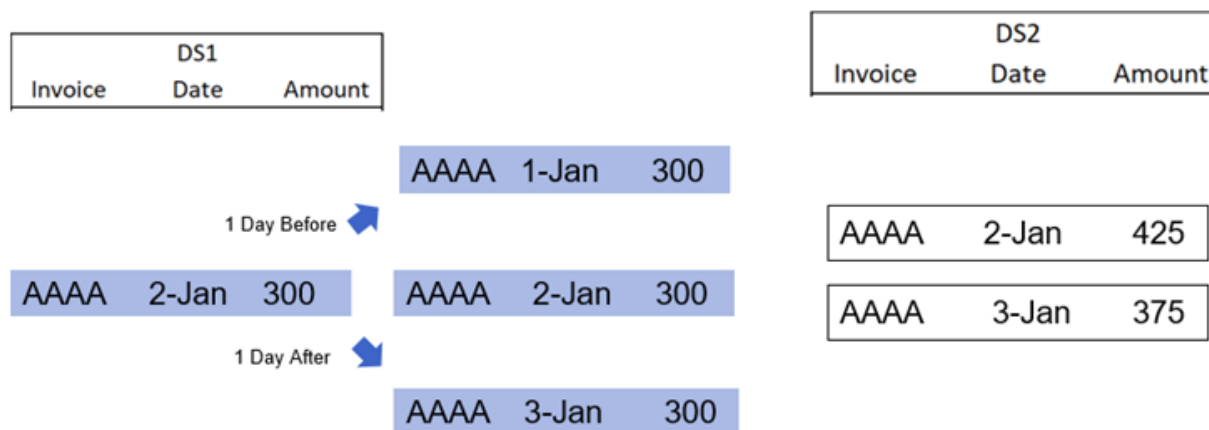 DS1
Invoice Date Amount
DS2
Invoice Date Amount
AAAA 1-Jan 300
1 Day Before
AAAA 2-Jan 425
AAAA 2-Jan 300
AAAA 2-Jan 300
AAAA 3-Jan 375
1 Day After
AAAA 3-Jan 300